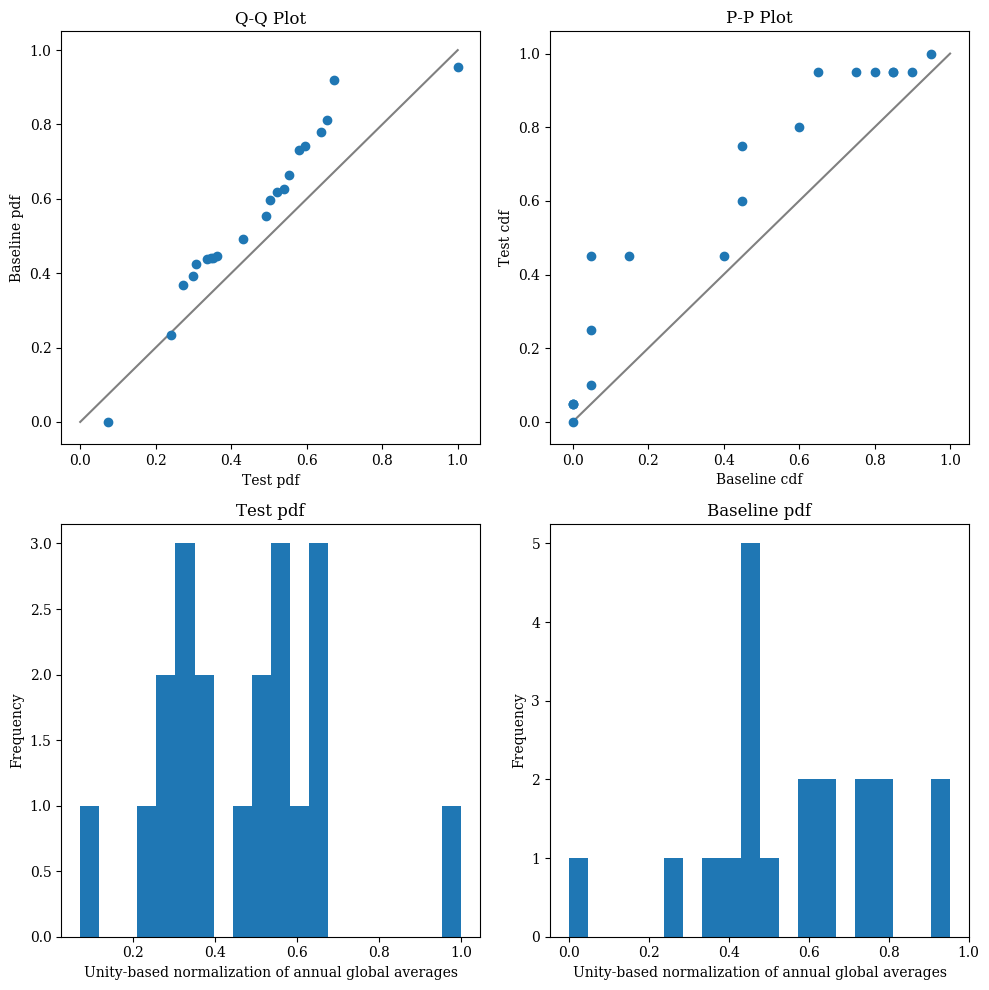 Q-Q Plot
1.0
0.8
0.6
0.4
0.2
0.0
Baseline pdf
0.0 0.2 0.4 0.6 0.8 1.0
Test pdf
P-P Plot
1.0
0.8
0.6
0.4
0.2
0.0
Test cdf
0.0 0.2 0.4 0.6 0.8 1.0
Baseline cdf
Test pdf
3.0
2.5
2.0
1.5
1.0
0.5
0.0
Frequency
0.2 0.4 0.6 0.8 1.0
Unity-based normalization of annual global averages
Baseline pdf
5
4
3
2
1
0
Frequency
0.0 0.2 0.4 0.6 0.8 1.0
Unity-based normalization of annual global averages